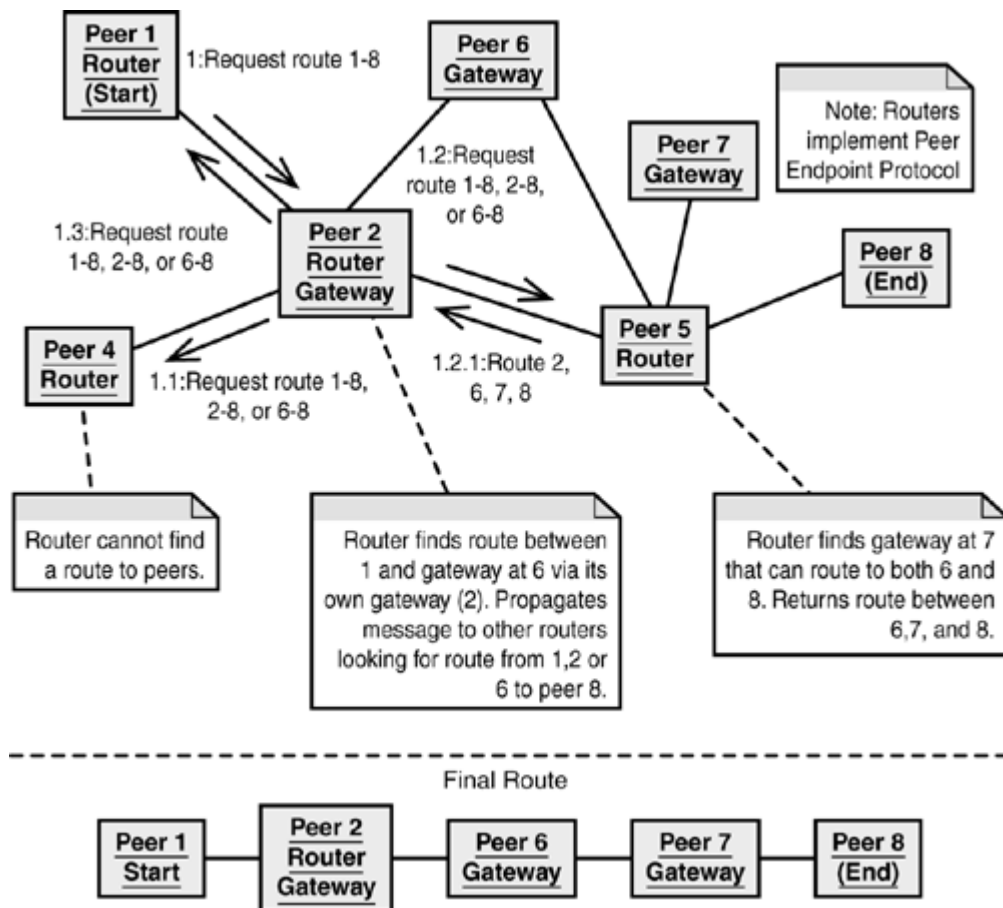 Peer 1
Router
(Start)
1:Request route 1-8
Peer 6
Gateway
Note: Routers
implement Peer
Endpoint Protocol
Peer 7
Gateway
1.2:Request
route 1-8, 2-8,
or 6-8
1.3:Request route
1-8, 2-8, or 6-8
Peer 2
Router
Gateway
Peer 8
(End)
Peer 4
Router
Peer 5
Router
1.1:Request route 1-8,
2-8, or 6-8
1.2.1:Route 2,
6, 7, 8
Router cannot find
a route to peers.
Router finds route between
1 and gateway at 6 via its
own gateway (2). Propagates
message to other routers
looking for route from 1,2 or
6 to peer 8.
Router finds gateway at 7
that can route to both 6 and
8. Returns route between
6,7, and 8.
Final Route
Peer 1
Start
Peer 2
Router
Gateway
Peer 6
Gateway
Peer 7
Gateway
Peer 8
(End)